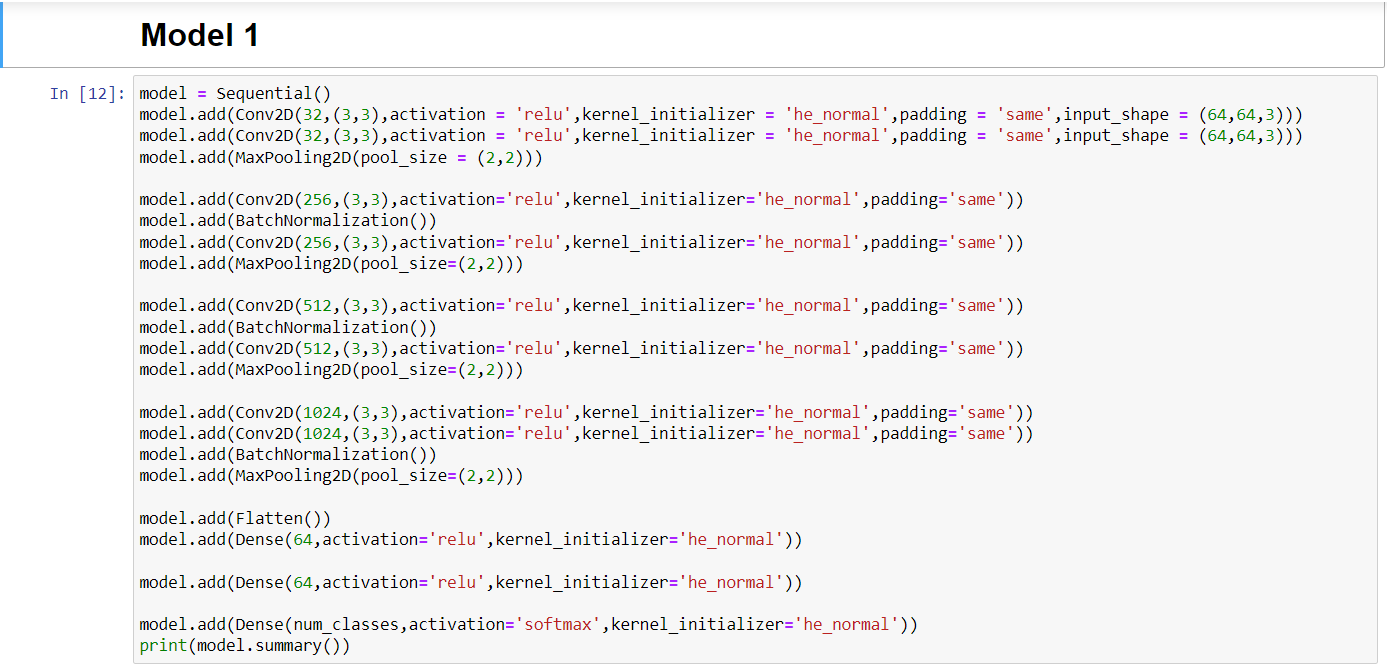 Model 1
In [12]:
model = Sequential()
model.add(Conv2D(32,(3,3),activation = 'relu',kernel_initializer = 'he_normal',padding = 'same',input_shape = (64,64,3)))
model.add(Conv2D(32,(3,3),activation = 'relu',kernel_initializer = 'he_normal',padding = 'same',input_shape = (64,64,3)))
model.add(MaxPooling2D(pool_size = (2,2)))
model.add(Conv2D(256,(3,3),activation='relu',kernel_initializer='he_normal',padding='same'))
model.add(BatchNormalization())
model.add(Conv2D(256,(3,3),activation='relu',kernel_initializer='he_normal',padding='same'))
model.add(MaxPooling2D(pool_size=(2,2)))
model.add(Conv2D(512,(3,3),activation='relu',kernel_initializer='he_normal',padding='same'))
model.add(BatchNormalization())
model.add(Conv2D(512,(3,3),activation='relu',kernel_initializer='he_normal',padding='same'))
model.add(MaxPooling2D(pool_size=(2,2)))
model.add(Conv2D(1024,(3,3),activation='relu',kernel_initializer='he_normal',padding='same'))
model.add(Conv2D(1024,(3,3),activation='relu',kernel_initializer='he_normal',padding='same'))
model.add(BatchNormalization())
model.add(MaxPooling2D(pool_size=(2,2)))
model.add(Flatten())
model.add(Dense(64,activation='relu',kernel_initializer='he_normal'))
model.add(Dense(64,activation='relu',kernel_initializer='he_normal'))
model.add(Dense(num_classes,activation='softmax',kernel_initializer='he_normal'))
print(model.summary())